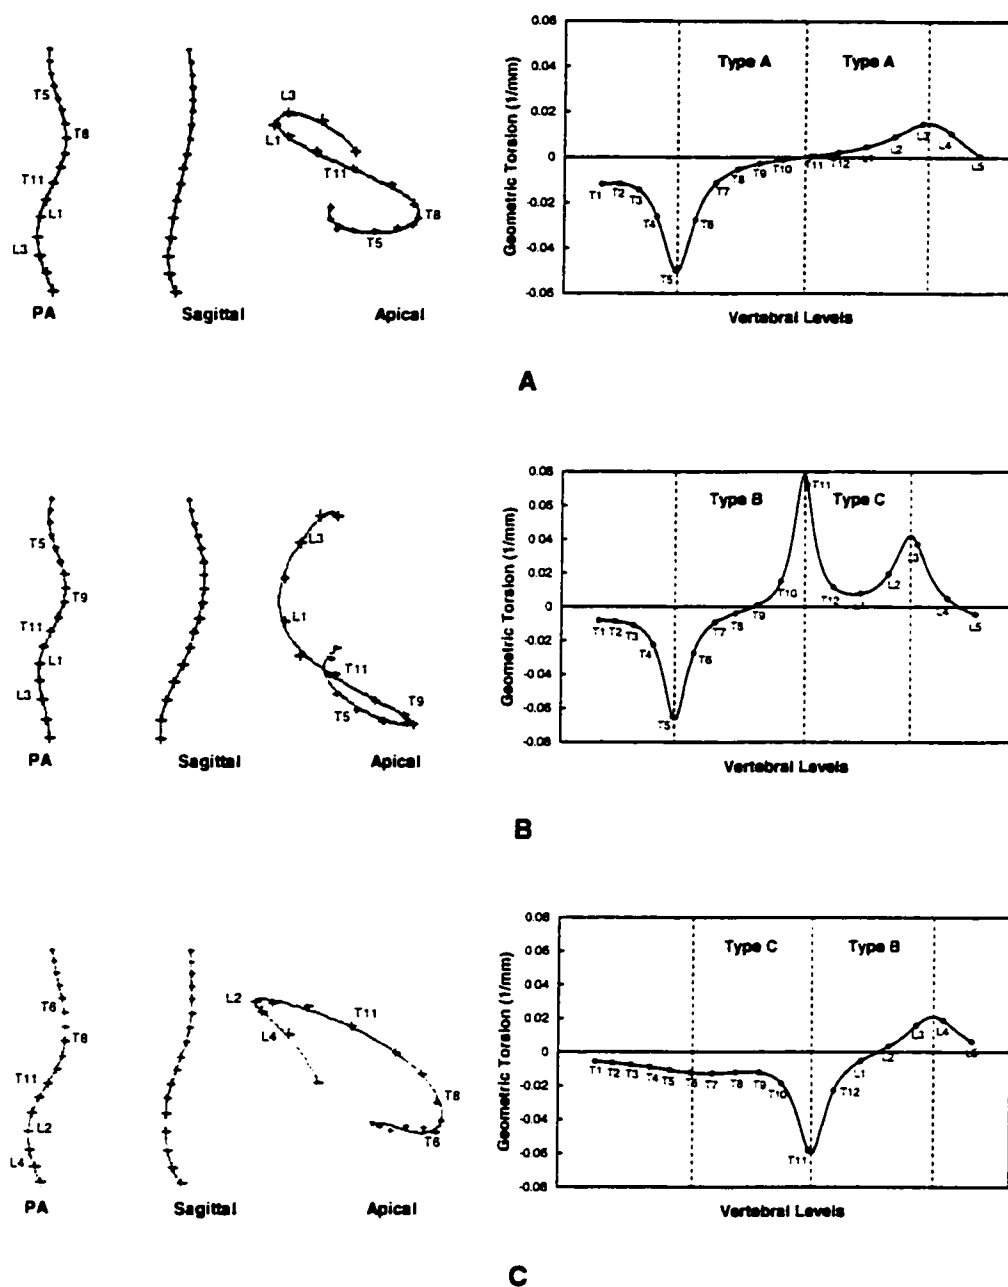 T5
T8
T11
L1
L3
PA
Sagittal
L3
L1
T11
T8
T5
Apical
Geometric Torsion (1/mm)
0.06
0.04
0.02
0
-0.02
-0.04
-0.06
Type A
Type A
T1 T2 T3 T4 T5 T6 T7 T8 T9 T10 T11 T12 L1 L2 L3 L4 L5
Vertebral Levels
A
T5
T9
T11
L1
L3
PA
Sagittal
L3
L1
T11
T9
T5
Apical
Geometric Torsion (1/mm)
0.08
0.06
0.04
0.02
0
-0.02
-0.04
-0.06
-0.08
Type B
Type C
T1 T2 T3 T4 T5 T6 T7 T8 T9 T10 T11 T12 L2 L3 L4 L5
Vertebral Levels
B
T6
T8
T11
L2
L4
PA
Sagittal
L2
L4
T11
T8
T6
Apical
Geometric Torsion (1/mm)
0.08
0.06
0.04
0.02
0
-0.02
-0.04
-0.06
-0.08
Type C
Type B
T1 T2 T3 T4 T5 T6 T7 T8 T9 T10 T11 T12 L1 L2 L3 L4 L5
Vertebral Levels
C